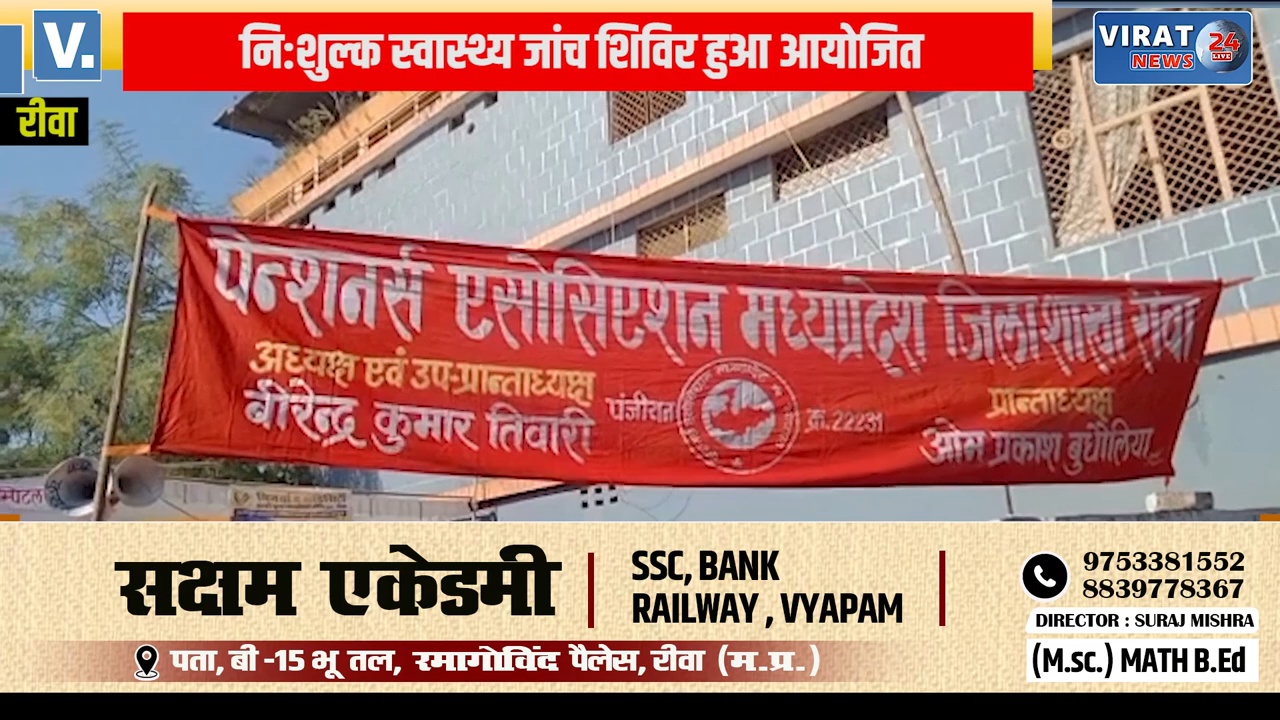 V.
नि:शुल्क स्वास्थ्य जांच शिविर हुआ आयोजित
VIRAT
NEWS
24
LIVE
रीवा
पेन्शनर्स एसोसिएशन मध्यप्रदेश जिलाशाखा रीवा
अध्यक्ष एवं उप-प्रान्ताध्यक्ष
बीरेन्द्र कुमार तिवारी
पंजीयन
क्र. 22231
प्रान्ताध्यक्ष
ओम प्रकाश बुधौलिया
सक्षम एकेडमी
SSC, BANK
RAILWAY , VYAPAM
9753381552
8839778367
DIRECTOR : SURAJ MISHRA
(M.sc.) MATH B.Ed
पता, बी -15 भू तल, रमागोविंद पैलेस, रीवा (म.प्र.)